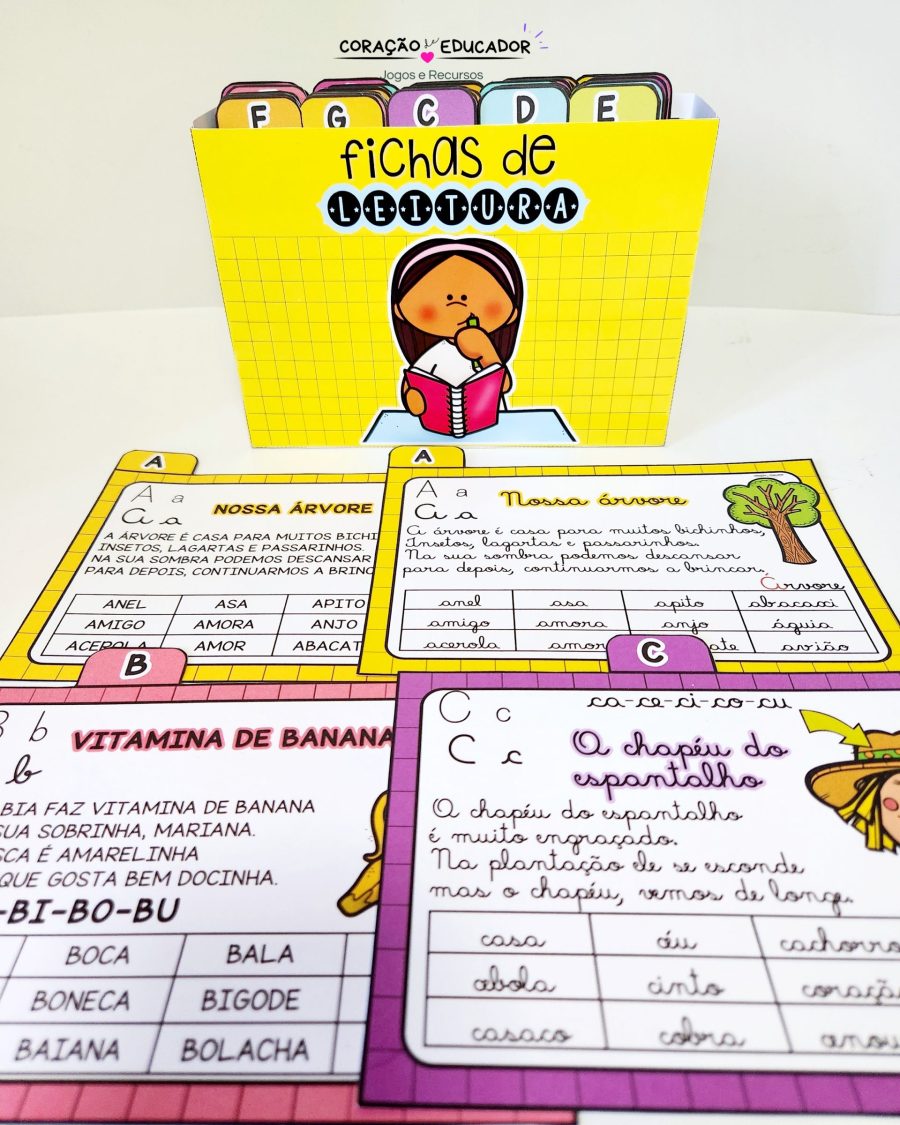 CORAÇÃO de EDUCADOR
Jogos e Recursos
F G C D E
fichas de
LEITURA
A
A a
A a
NOSSA ÁRVORE
A ÁRVORE É CASA PARA MUITOS
INSETOS, LAGARTAS E PASSARINHOS.
NA SUA SOMBRA PODEMOS DESCANSAR
PARA DEPOIS, CONTINUARMOS A
ANEL ASA APITO
AMIGO AMORA ANJO
ACEROLA AMOR
A
A a
A a
Nossa árvore
A árvore é casa para muitos bichinhos,
Insetos, lagartas e passarinhos.
Na sua sombra podemos descansar
para depois, continuarmos a brincar.
Árvore
anel asa apito abacaxi
amigo amora anjo águia
acerola amor avião
B
b
b
VITAMINA DE BANANA
FAZ VITAMINA DE BANANA
SUA SOBRINHA, MARIANA.
É AMARELINHA
QUE GOSTA BEM DOCINHA.
-BI-BO-BU
BOCA BALA
BONECA BIGODE
BAIANA BOLACHA
C
C c
C c
ca-ce-ci-co-cu
O chapéu do
espantalho
O chapéu do espantalho
é muito engraçado.
Na plantação ele se esconde
mas o chapéu, vemos de longe.
casa céu cachorro
cebola cinto
casaco cobra